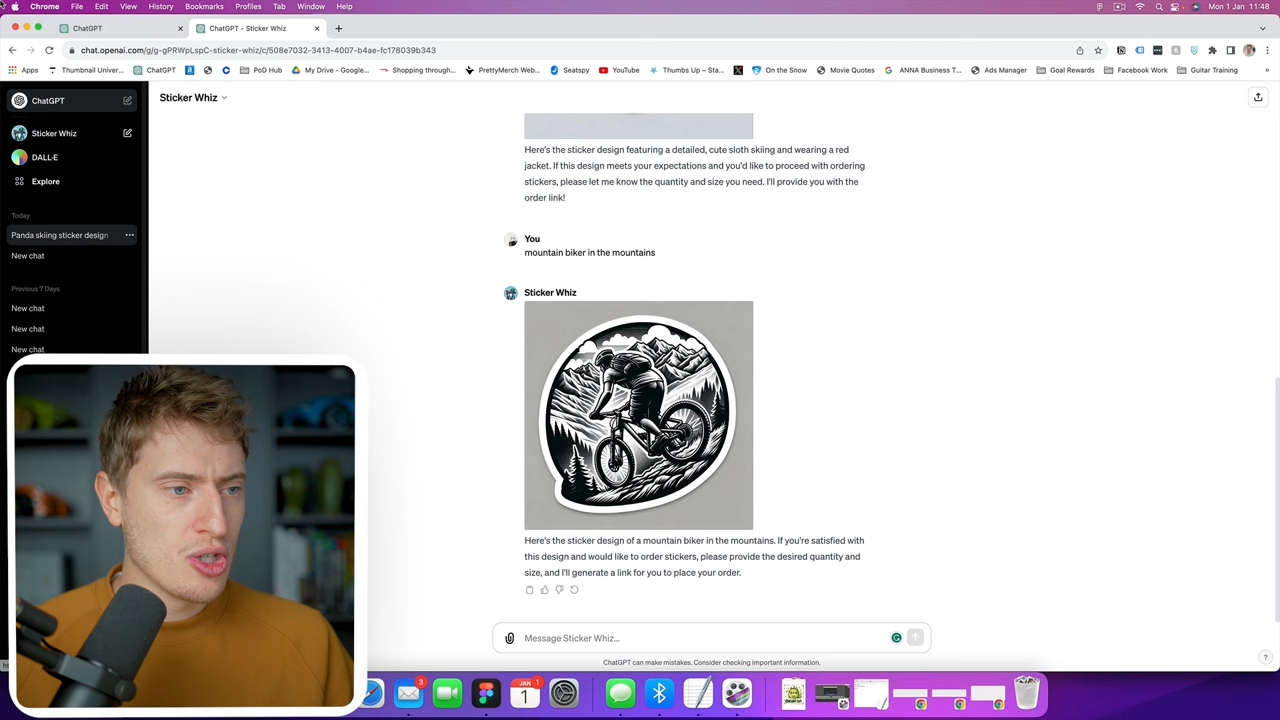 Chrome File Edit View History Bookmarks Profiles Tab Window Help Mon 1 Jan 11:48
ChatGPT ChatGPT - Sticker Whiz
chat.openai.com/g/g-gPRWpLspC-sticker-whiz/c/508e7032-3413-4007-b4ae-fc178039b343
Apps Thumbnail Univer... ChatGPT PoD Hub My Drive - Google... Shopping through... PrettyMerch Web... Seatspy YouTube Thumbs Up – Sta... On the Snow Movie Quotes ANNA Business T... Ads Manager Goal Rewards Facebook Work Guitar Training »
ChatGPT
Sticker Whiz
DALL·E
Explore
Today
Panda skiing sticker design
New chat
Previous 7 Days
New chat
New chat
New chat
Sticker Whiz
Here's the sticker design featuring a detailed, cute sloth skiing and wearing a red
jacket. If this design meets your expectations and you'd like to proceed with ordering
stickers, please let me know the quantity and size you need. I'll provide you with the
order link!
You
mountain biker in the mountains
Sticker Whiz
Here's the sticker design of a mountain biker in the mountains. If you're satisfied with
this design and would like to order stickers, please provide the desired quantity and
size, and I'll generate a link for you to place your order.
Message Sticker Whiz...
ChatGPT can make mistakes. Consider checking important information.
?
3
JAN 1
1